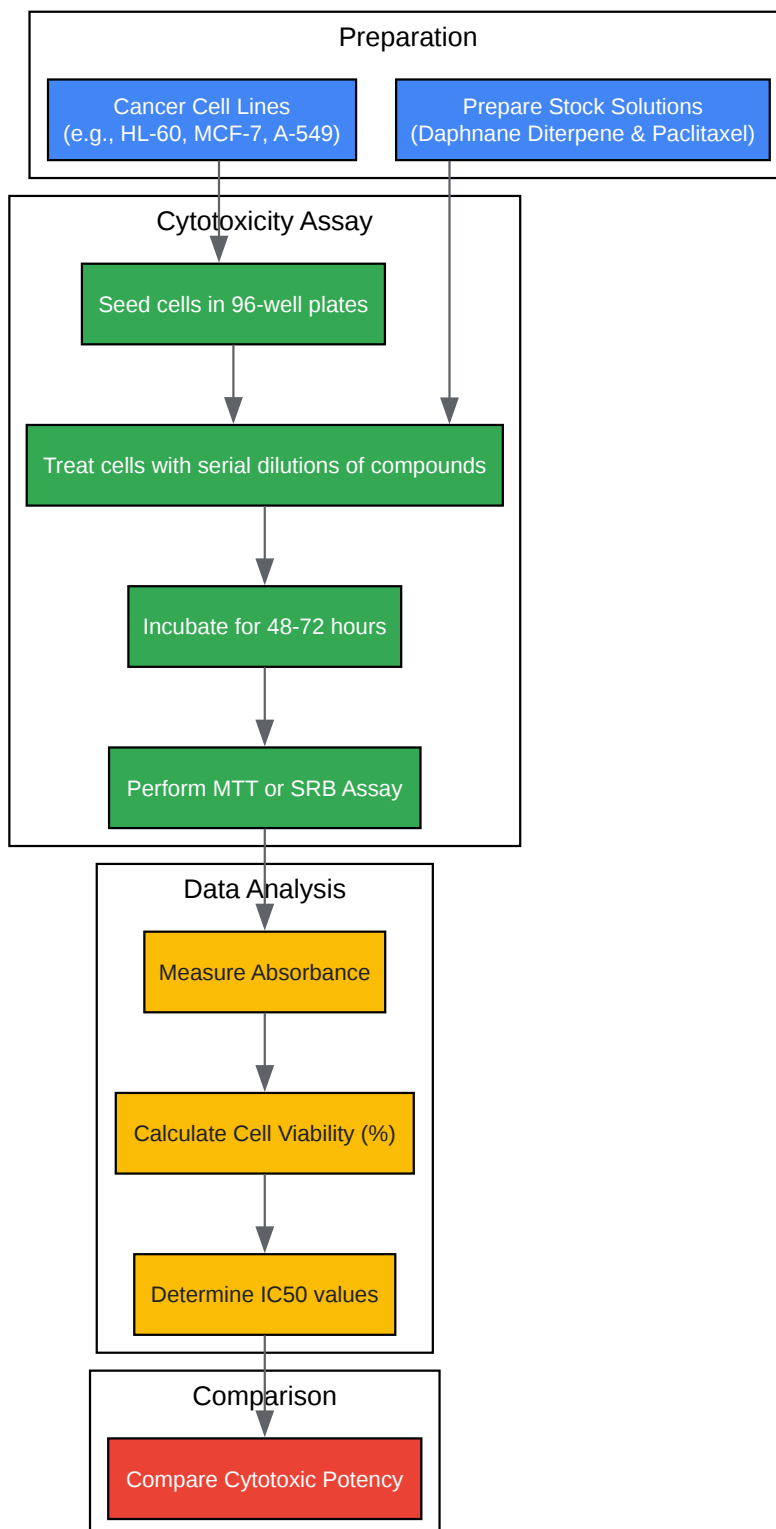 Preparation
Cancer Cell Lines
(e.g., HL-60, MCF-7, A-549)
Prepare Stock Solutions
(Daphnane Diterpene & Paclitaxel)
Cytotoxicity Assay
Seed cells in 96-well plates
Treat cells with serial dilutions of compounds
Incubate for 48-72 hours
Perform MTT or SRB Assay
Data Analysis
Measure Absorbance
Calculate Cell Viability (%)
Determine IC50 values
Comparison
Compare Cytotoxic Potency